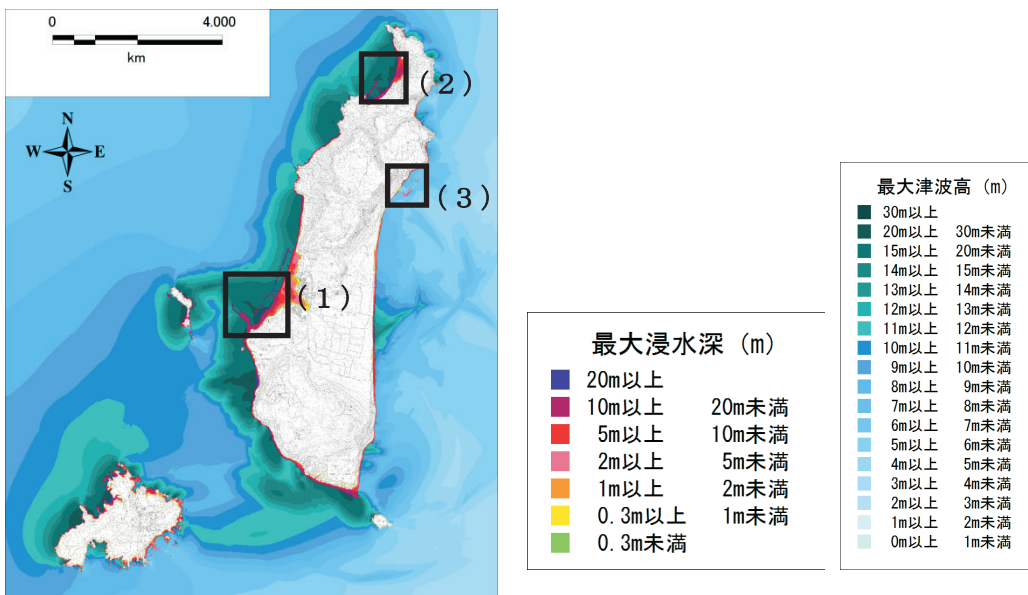 0 4.000
km
N
W E
S
(2)
(3)
(1)
最大浸水深 (m)
20m以上
10m以上 20m未満
5m以上 10m未満
2m以上 5m未満
1m以上 2m未満
0.3m以上 1m未満
0.3m未満
最大津波高 (m)
30m以上
20m以上 30m未満
15m以上 20m未満
14m以上 15m未満
13m以上 14m未満
12m以上 13m未満
11m以上 12m未満
10m以上 11m未満
9m以上 10m未満
8m以上 9m未満
7m以上 8m未満
6m以上 7m未満
5m以上 6m未満
4m以上 5m未満
3m以上 4m未満
2m以上 3m未満
1m以上 2m未満
0m以上 1m未満